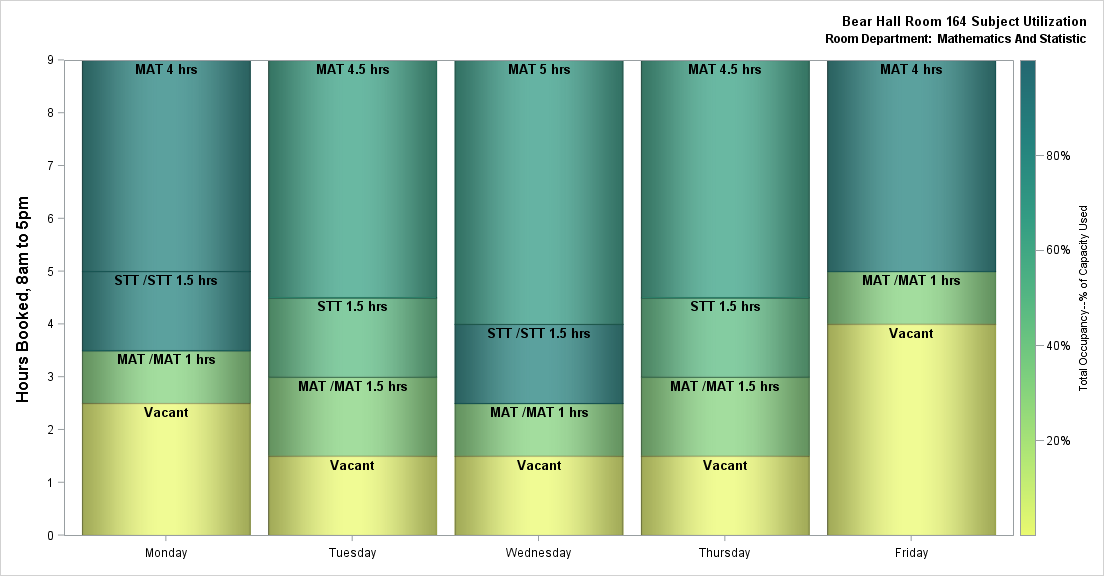 Bear Hall Room 164 Subject Utilization
Room Department: Mathematics And Statistic
Hours Booked, 8am to 5pm
9
8
7
6
5
4
3
2
1
0
MAT 4 hrs
STT /STT 1.5 hrs
MAT /MAT 1 hrs
Vacant
Monday
MAT 4.5 hrs
STT 1.5 hrs
MAT /MAT 1.5 hrs
Vacant
Tuesday
MAT 5 hrs
STT /STT 1.5 hrs
MAT /MAT 1 hrs
Vacant
Wednesday
MAT 4.5 hrs
STT 1.5 hrs
MAT /MAT 1.5 hrs
Vacant
Thursday
MAT 4 hrs
MAT /MAT 1 hrs
Vacant
Friday
80%
60%
40%
20%
Total Occupancy--% of Capacity Used